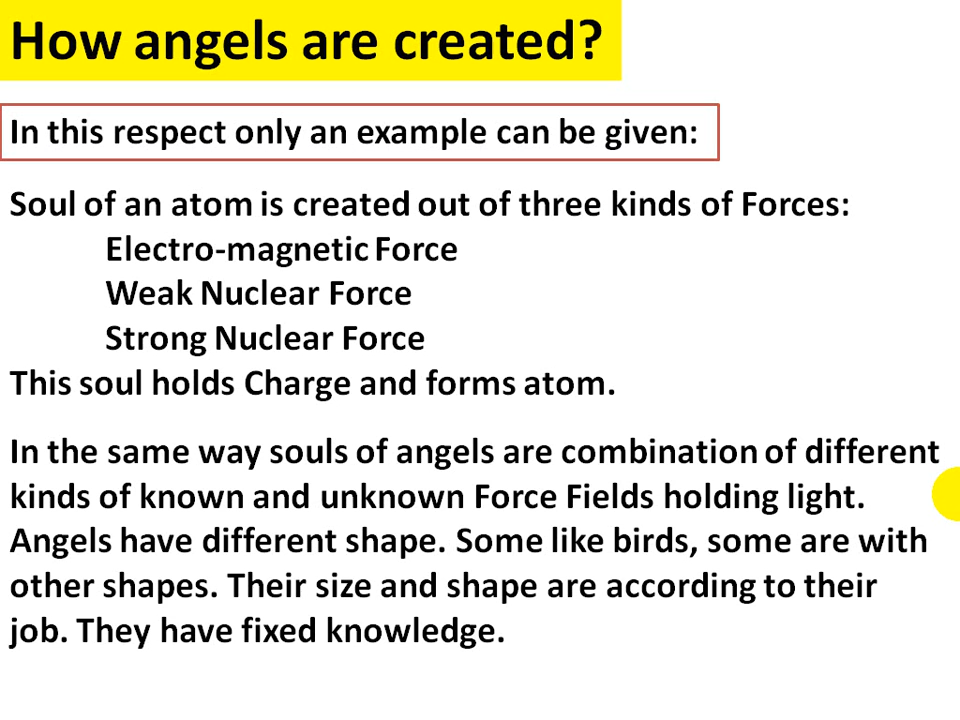 How angels are created?
In this respect only an example can be given:
Soul of an atom is created out of three kinds of Forces:
Electro-magnetic Force
Weak Nuclear Force
Strong Nuclear Force
This soul holds Charge and forms atom.
In the same way souls of angels are combination of different
kinds of known and unknown Force Fields holding light.
Angels have different shape. Some like birds, some are with
other shapes. Their size and shape are according to their
job. They have fixed knowledge.